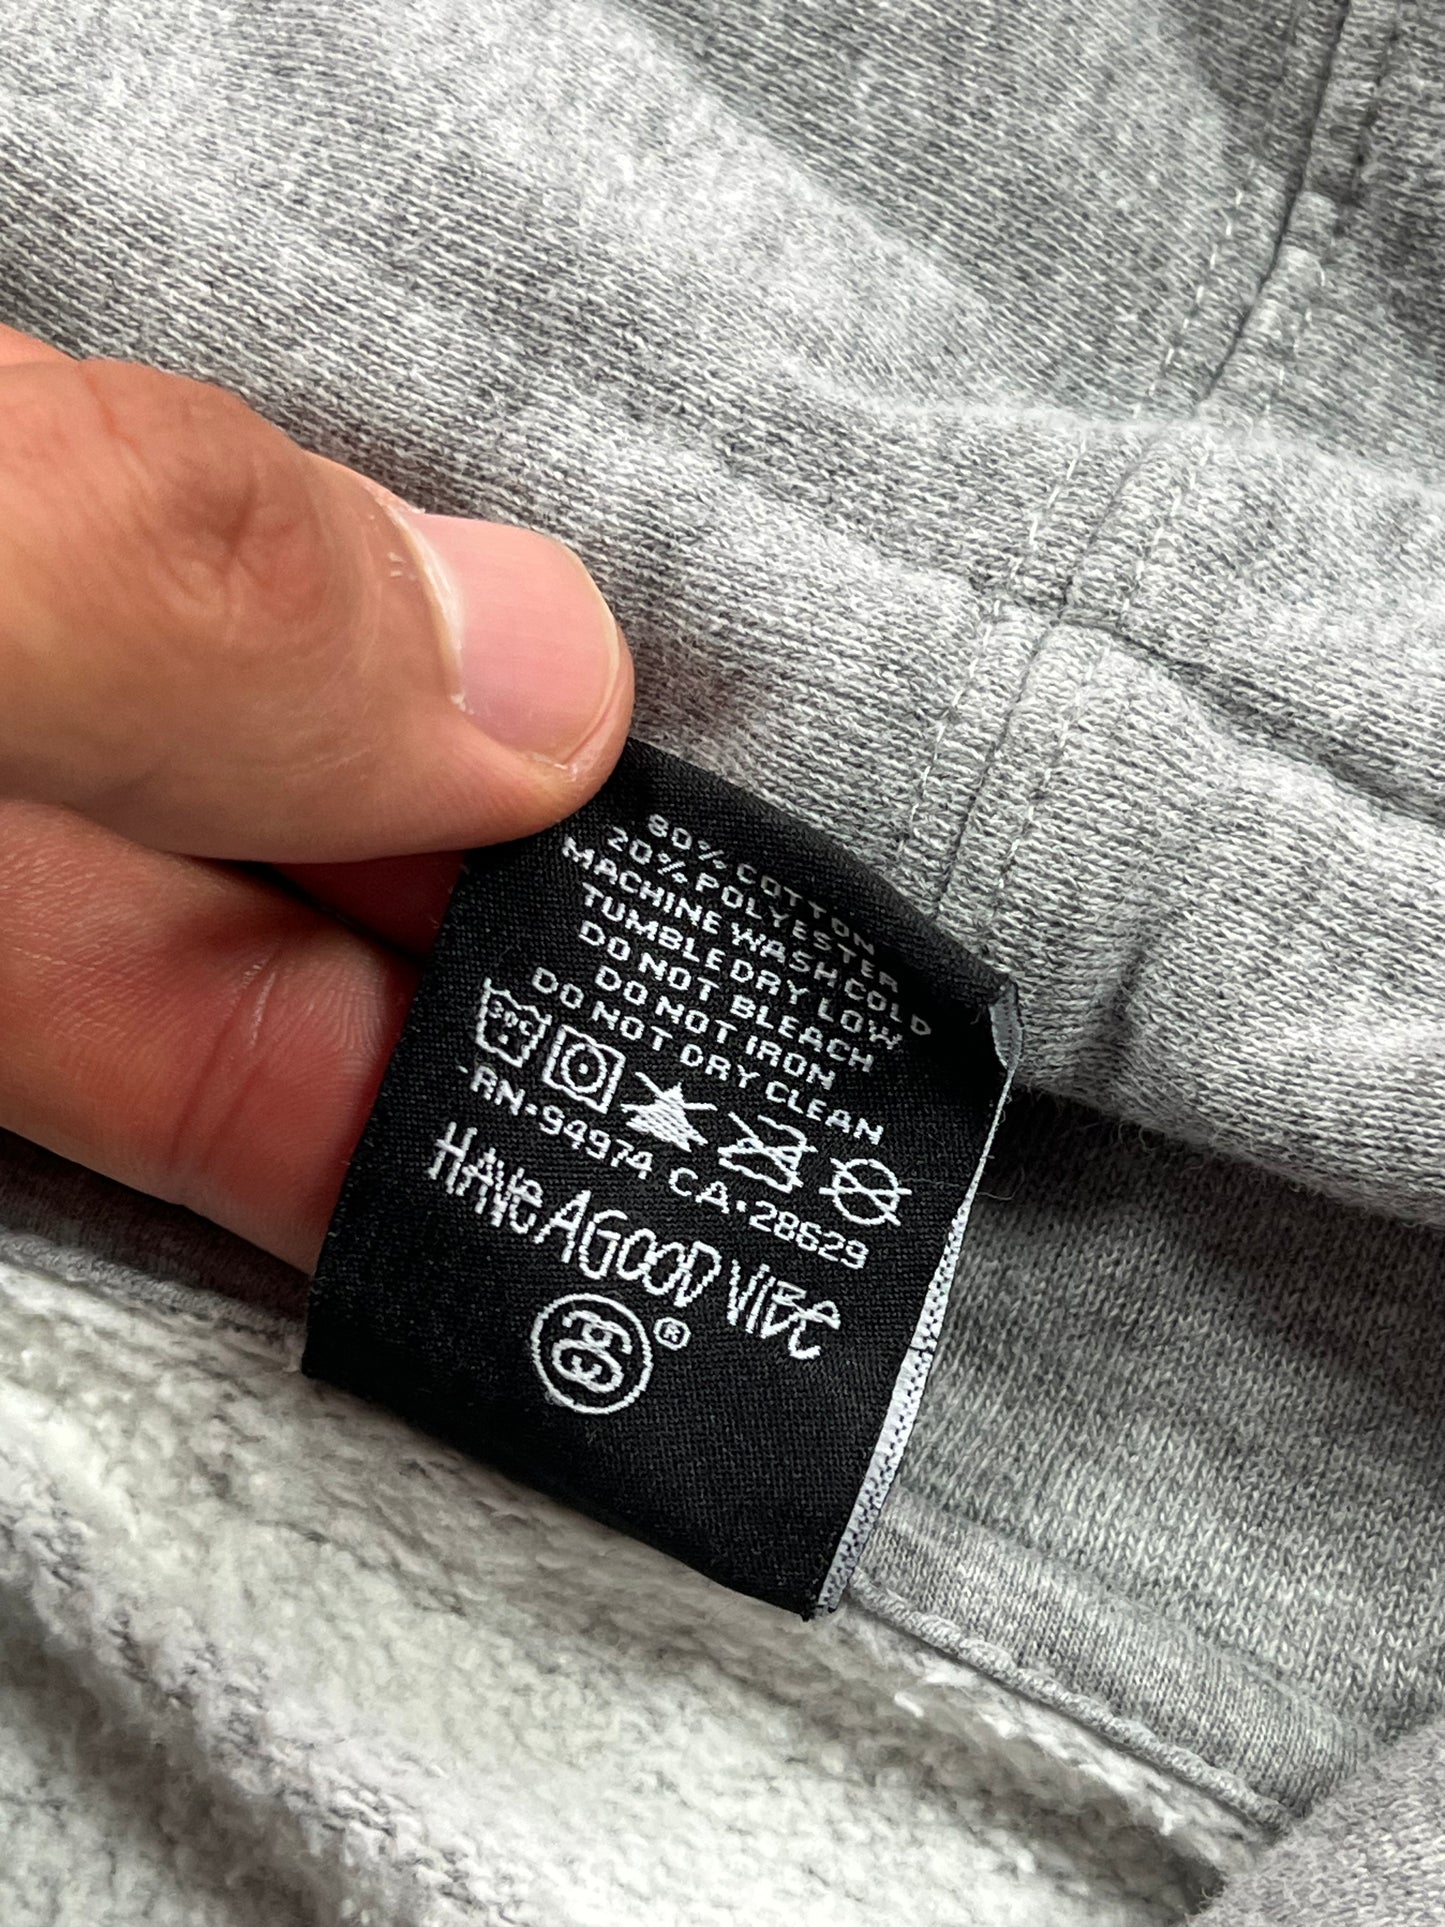 80% COTTON
20% POLYESTER
MACHINE WASH COLD
TUMBLE DRY LOW
DO NOT BLEACH
DO NOT IRON
DO NOT DRY CLEAN
30C
RN•94974 CA•28629
HAVE A GOOD VIBE
®